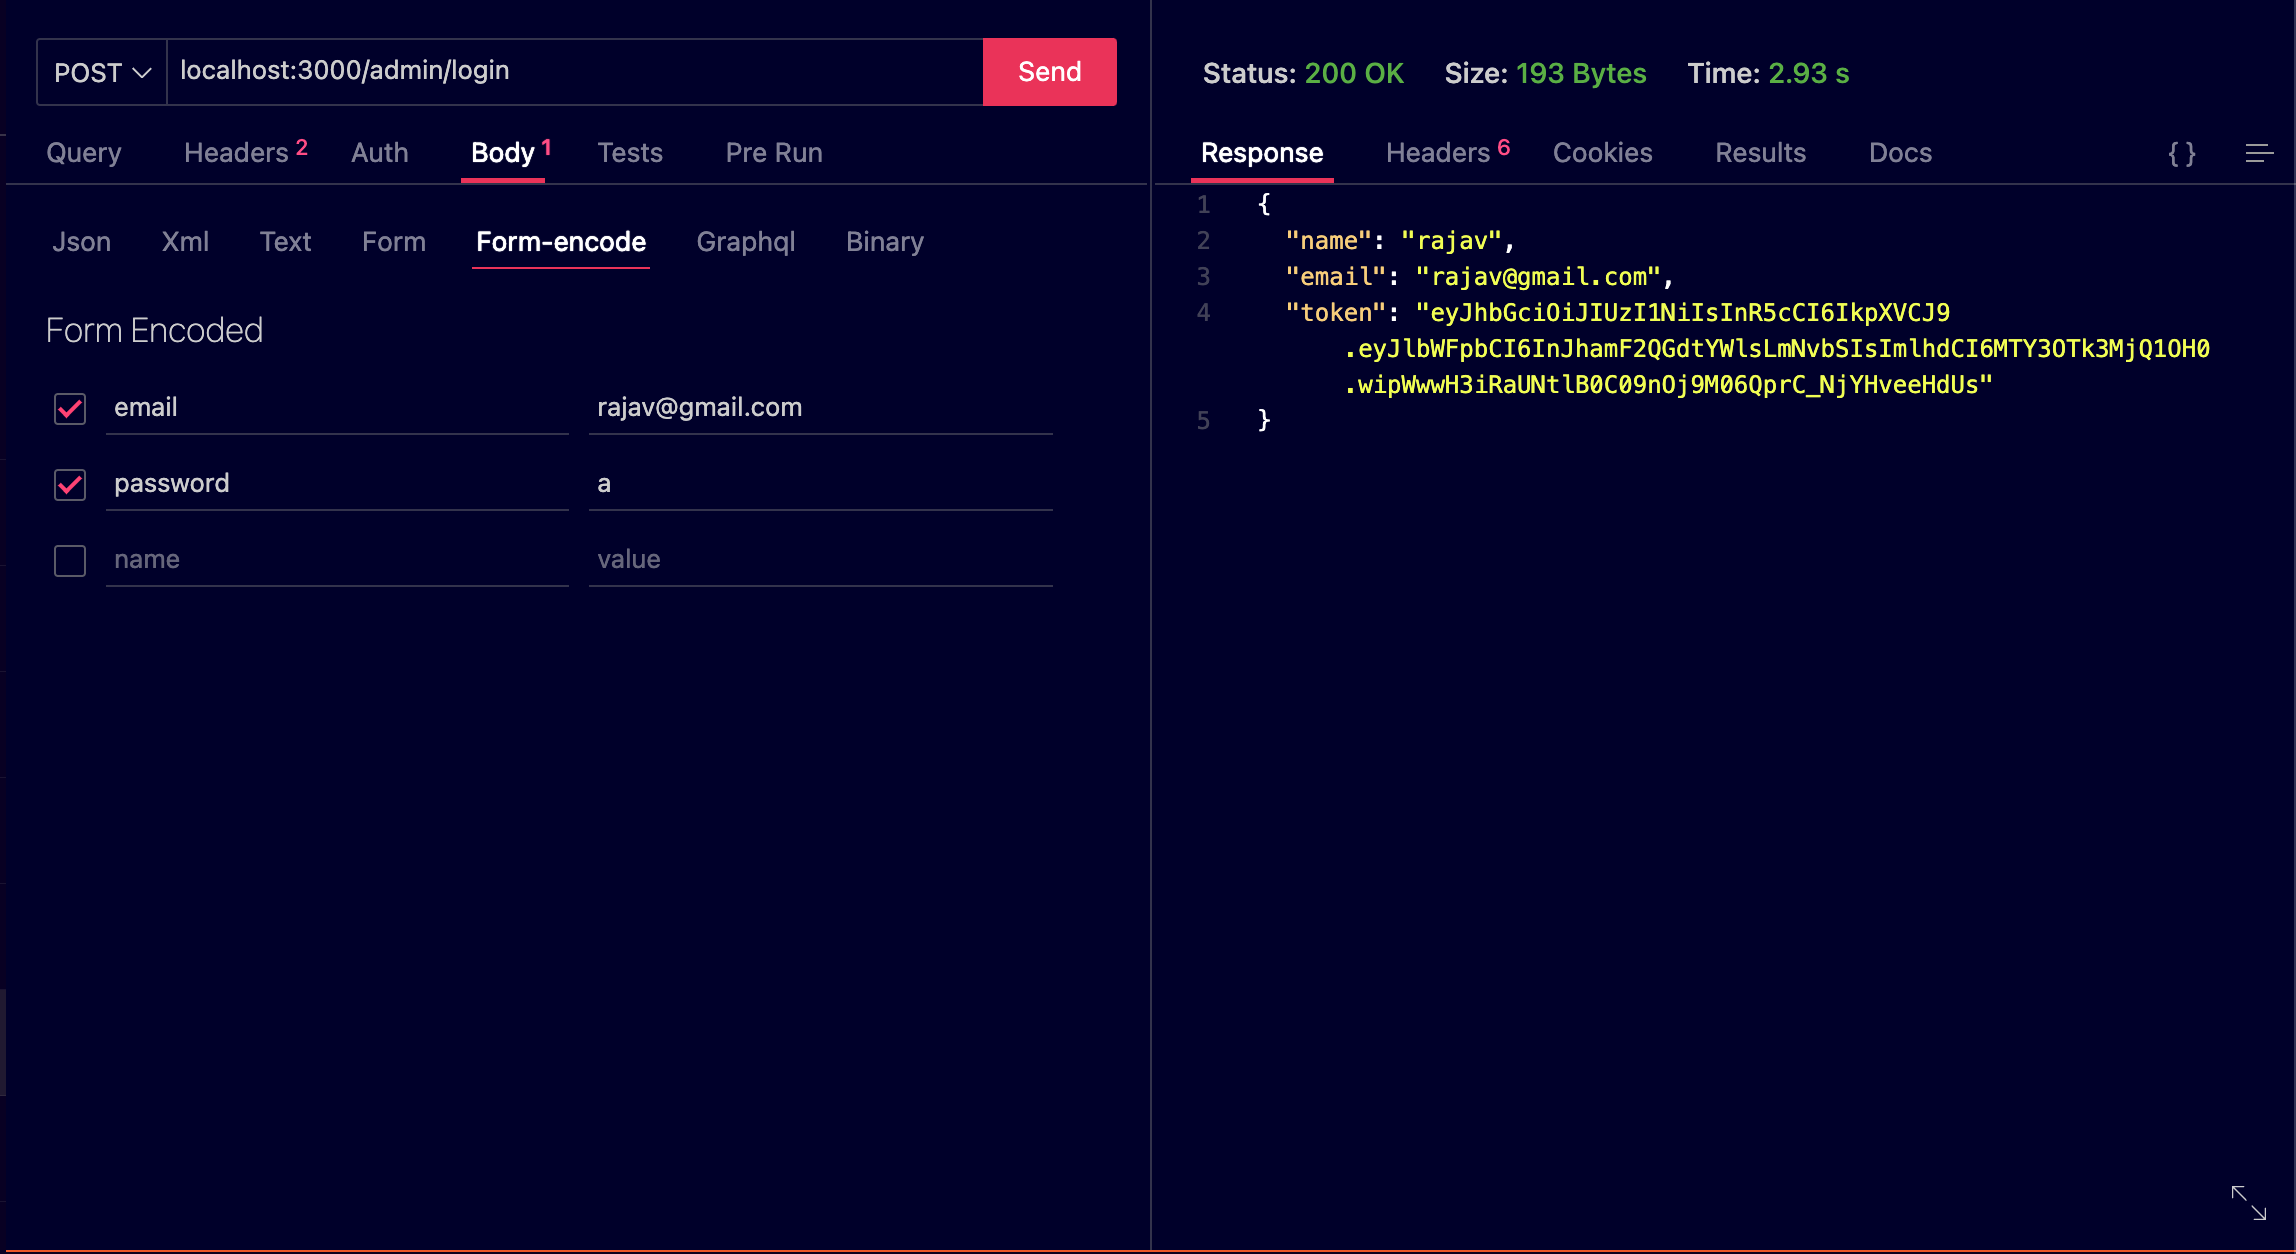 POST
localhost:3000/admin/login
Send
Query Headers 2 Auth Body 1 Tests Pre Run
Json Xml Text Form Form-encode Graphql Binary
Form Encoded
email rajav@gmail.com
password a
name value
Status: 200 OK Size: 193 Bytes Time: 2.93 s
Response Headers 6 Cookies Results Docs { }
1 {
2 "name": "rajav",
3 "email": "rajav@gmail.com",
4 "token": "eyJhbGciOiJIUzI1NiIsInR5cCI6IkpXVCJ9
.eyJlbWFpbCI6InJhamF2QGdtYWlsLmNvbSIsImlhdCI6MTY3OTk3MjQ1OH0
.wipWwwH3iRaUNtlB0C09nOj9M06QprC_NjYHveeHdUs"
5 }